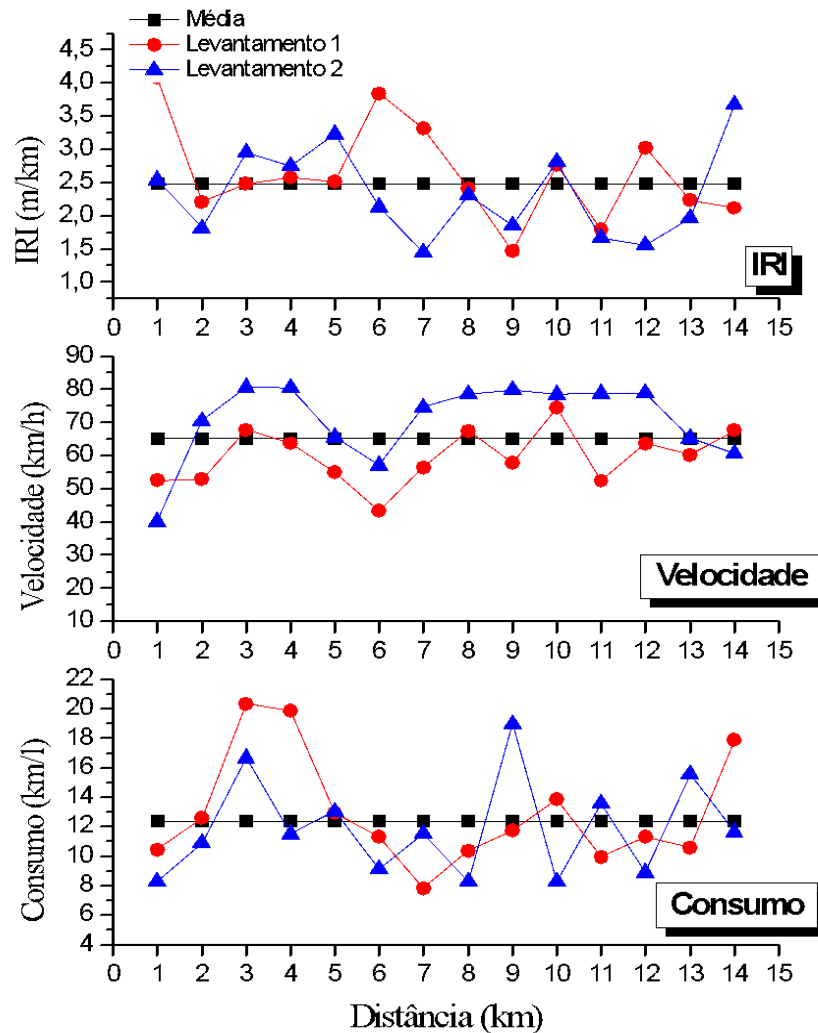 Média
Levantamento 1
Levantamento 2
4,5
4,0
3,5
3,0
2,5
2,0
1,5
1,0
IRI (m/km)
IRI
0 1 2 3 4 5 6 7 8 9 10 11 12 13 14 15
90
80
70
60
50
40
30
20
10
Velocidade (km/h)
Velocidade
0 1 2 3 4 5 6 7 8 9 10 11 12 13 14 15
22
20
18
16
14
12
10
8
6
4
Consumo (km/l)
Consumo
0 1 2 3 4 5 6 7 8 9 10 11 12 13 14 15
Distância (km)